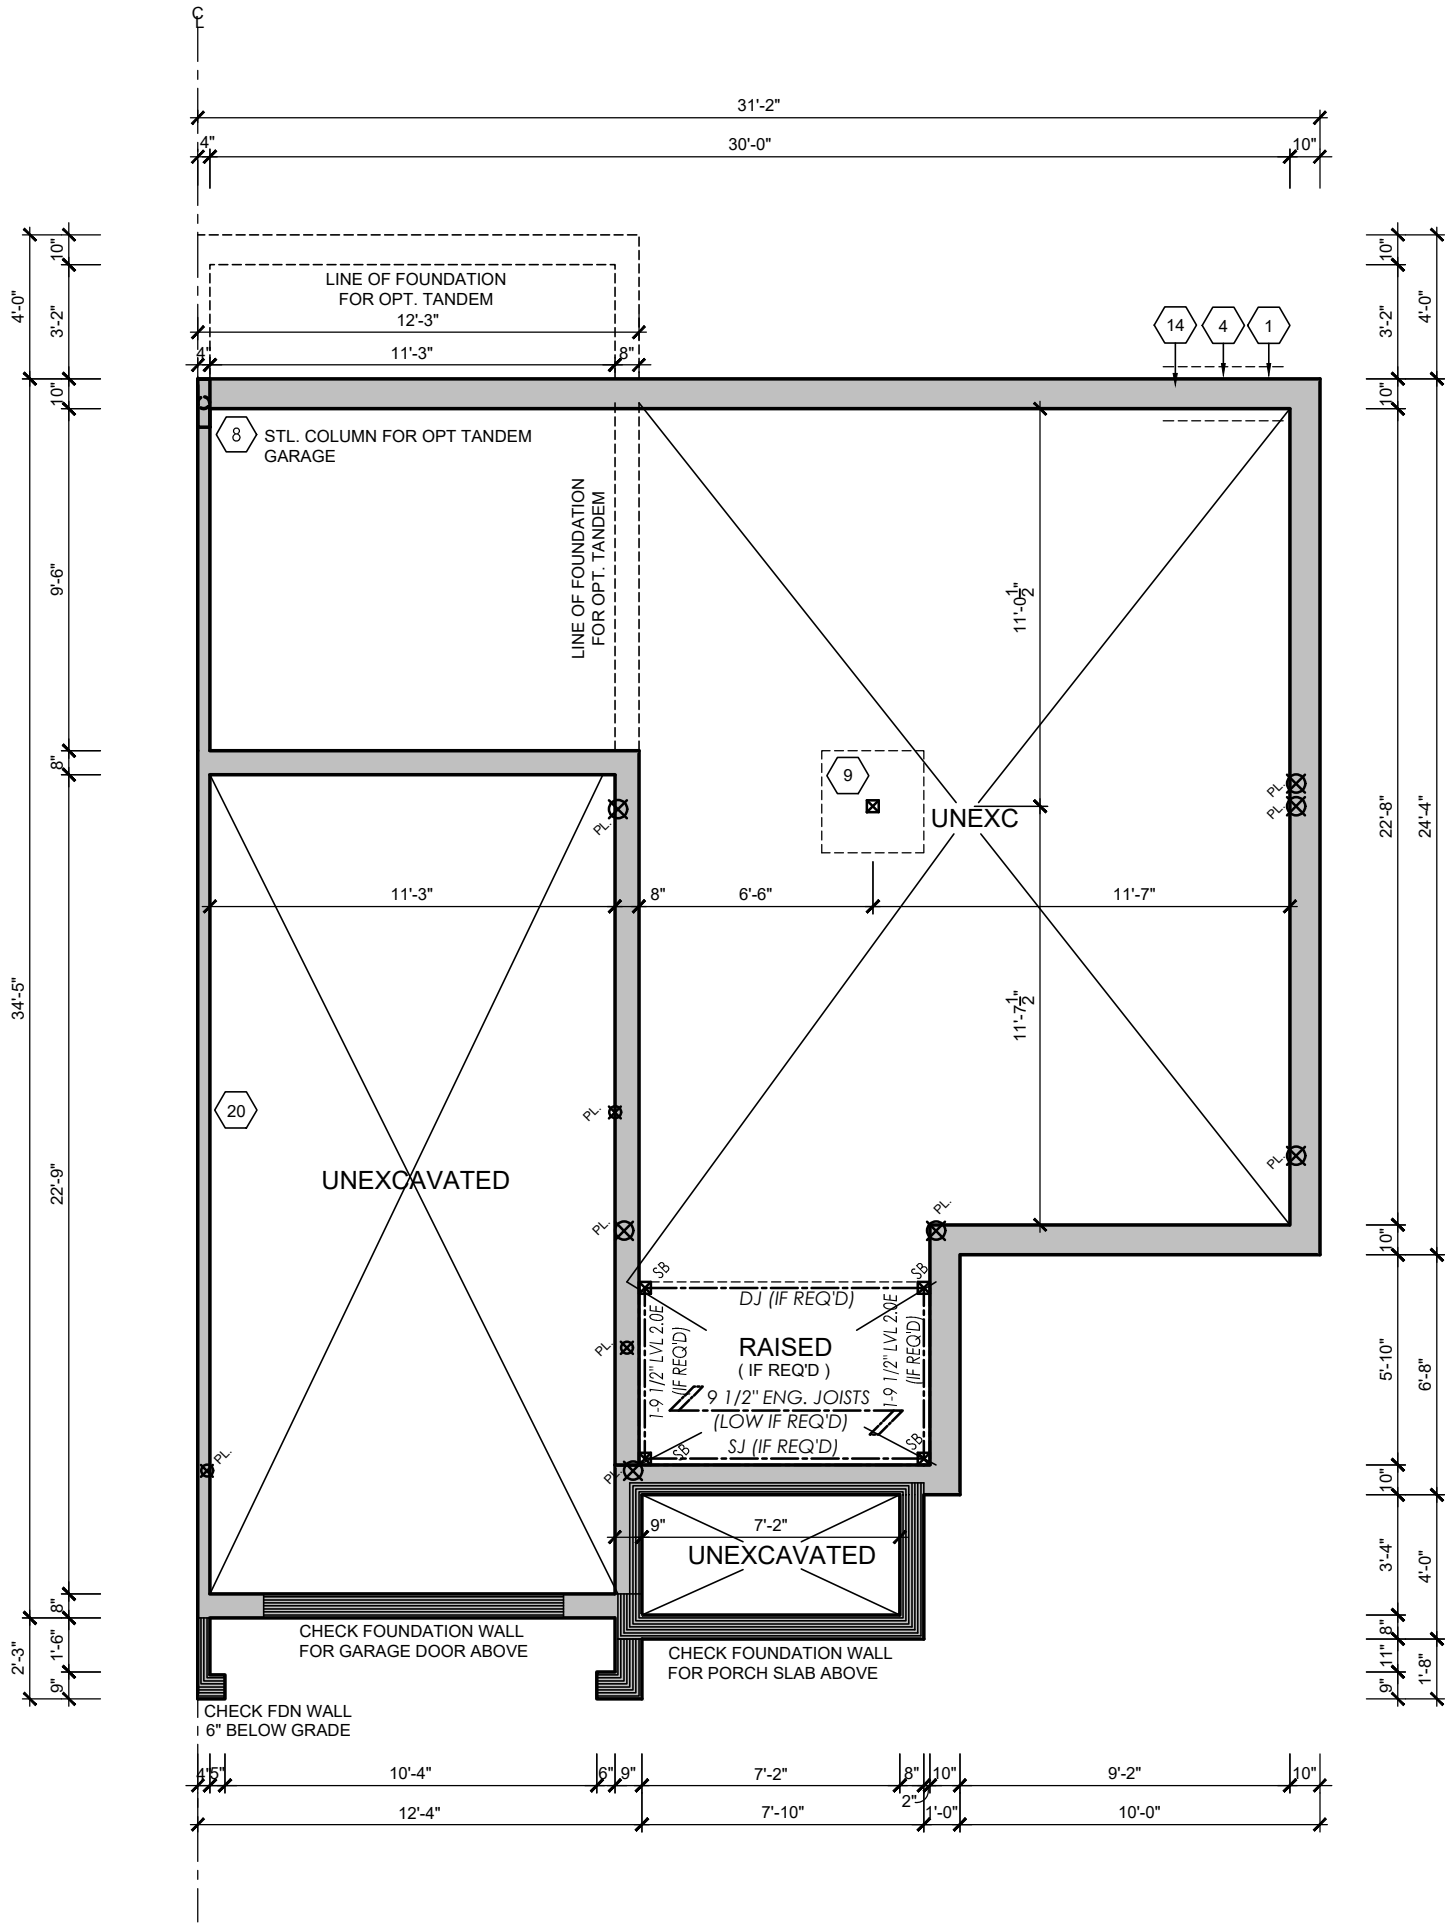 CL
31'-2"
4"
30'-0"
10"
10"
3'-2"
4'-0"
LINE OF FOUNDATION
FOR OPT. TANDEM
12'-3"
4"
11'-3"
8"
14
4
1
10"
3'-2"
4'-0"
10"
10"
8
STL. COLUMN FOR OPT TANDEM
GARAGE
LINE OF FOUNDATION
FOR OPT. TANDEM
9'-6"
11'-0 1/2"
8"
9
UNEXC
PL.
PL.
PL.
22'-8"
24'-4"
11'-3"
8"
6'-6"
11'-7"
34'-5"
22'-9"
11'-7 1/2"
20
PL.
UNEXCAVATED
PL.
PL.
PL.
10"
SB
SB
DJ (IF REQ'D)
1-9 1/2" LVL 2.0E
(IF REQ'D)
1-9 1/2" LVL 2.0E
(IF REQ'D)
RAISED
( IF REQ'D )
9 1/2" ENG. JOISTS
(LOW IF REQ'D)
SJ (IF REQ'D)
SB
SB
PL.
PL.
PL.
5'-10"
6'-8"
10"
9"
7'-2"
UNEXCAVATED
3'-4"
4'-0"
8"
8"
1'-6"
9"
2'-3"
CHECK FOUNDATION WALL
FOR GARAGE DOOR ABOVE
CHECK FOUNDATION WALL
FOR PORCH SLAB ABOVE
11"
9"
1'-8"
CHECK FDN WALL
6" BELOW GRADE
4"
5"
10'-4"
6"
9"
7'-2"
8"
2"
10"
9'-2"
10"
12'-4"
7'-10"
1'-0"
10'-0"